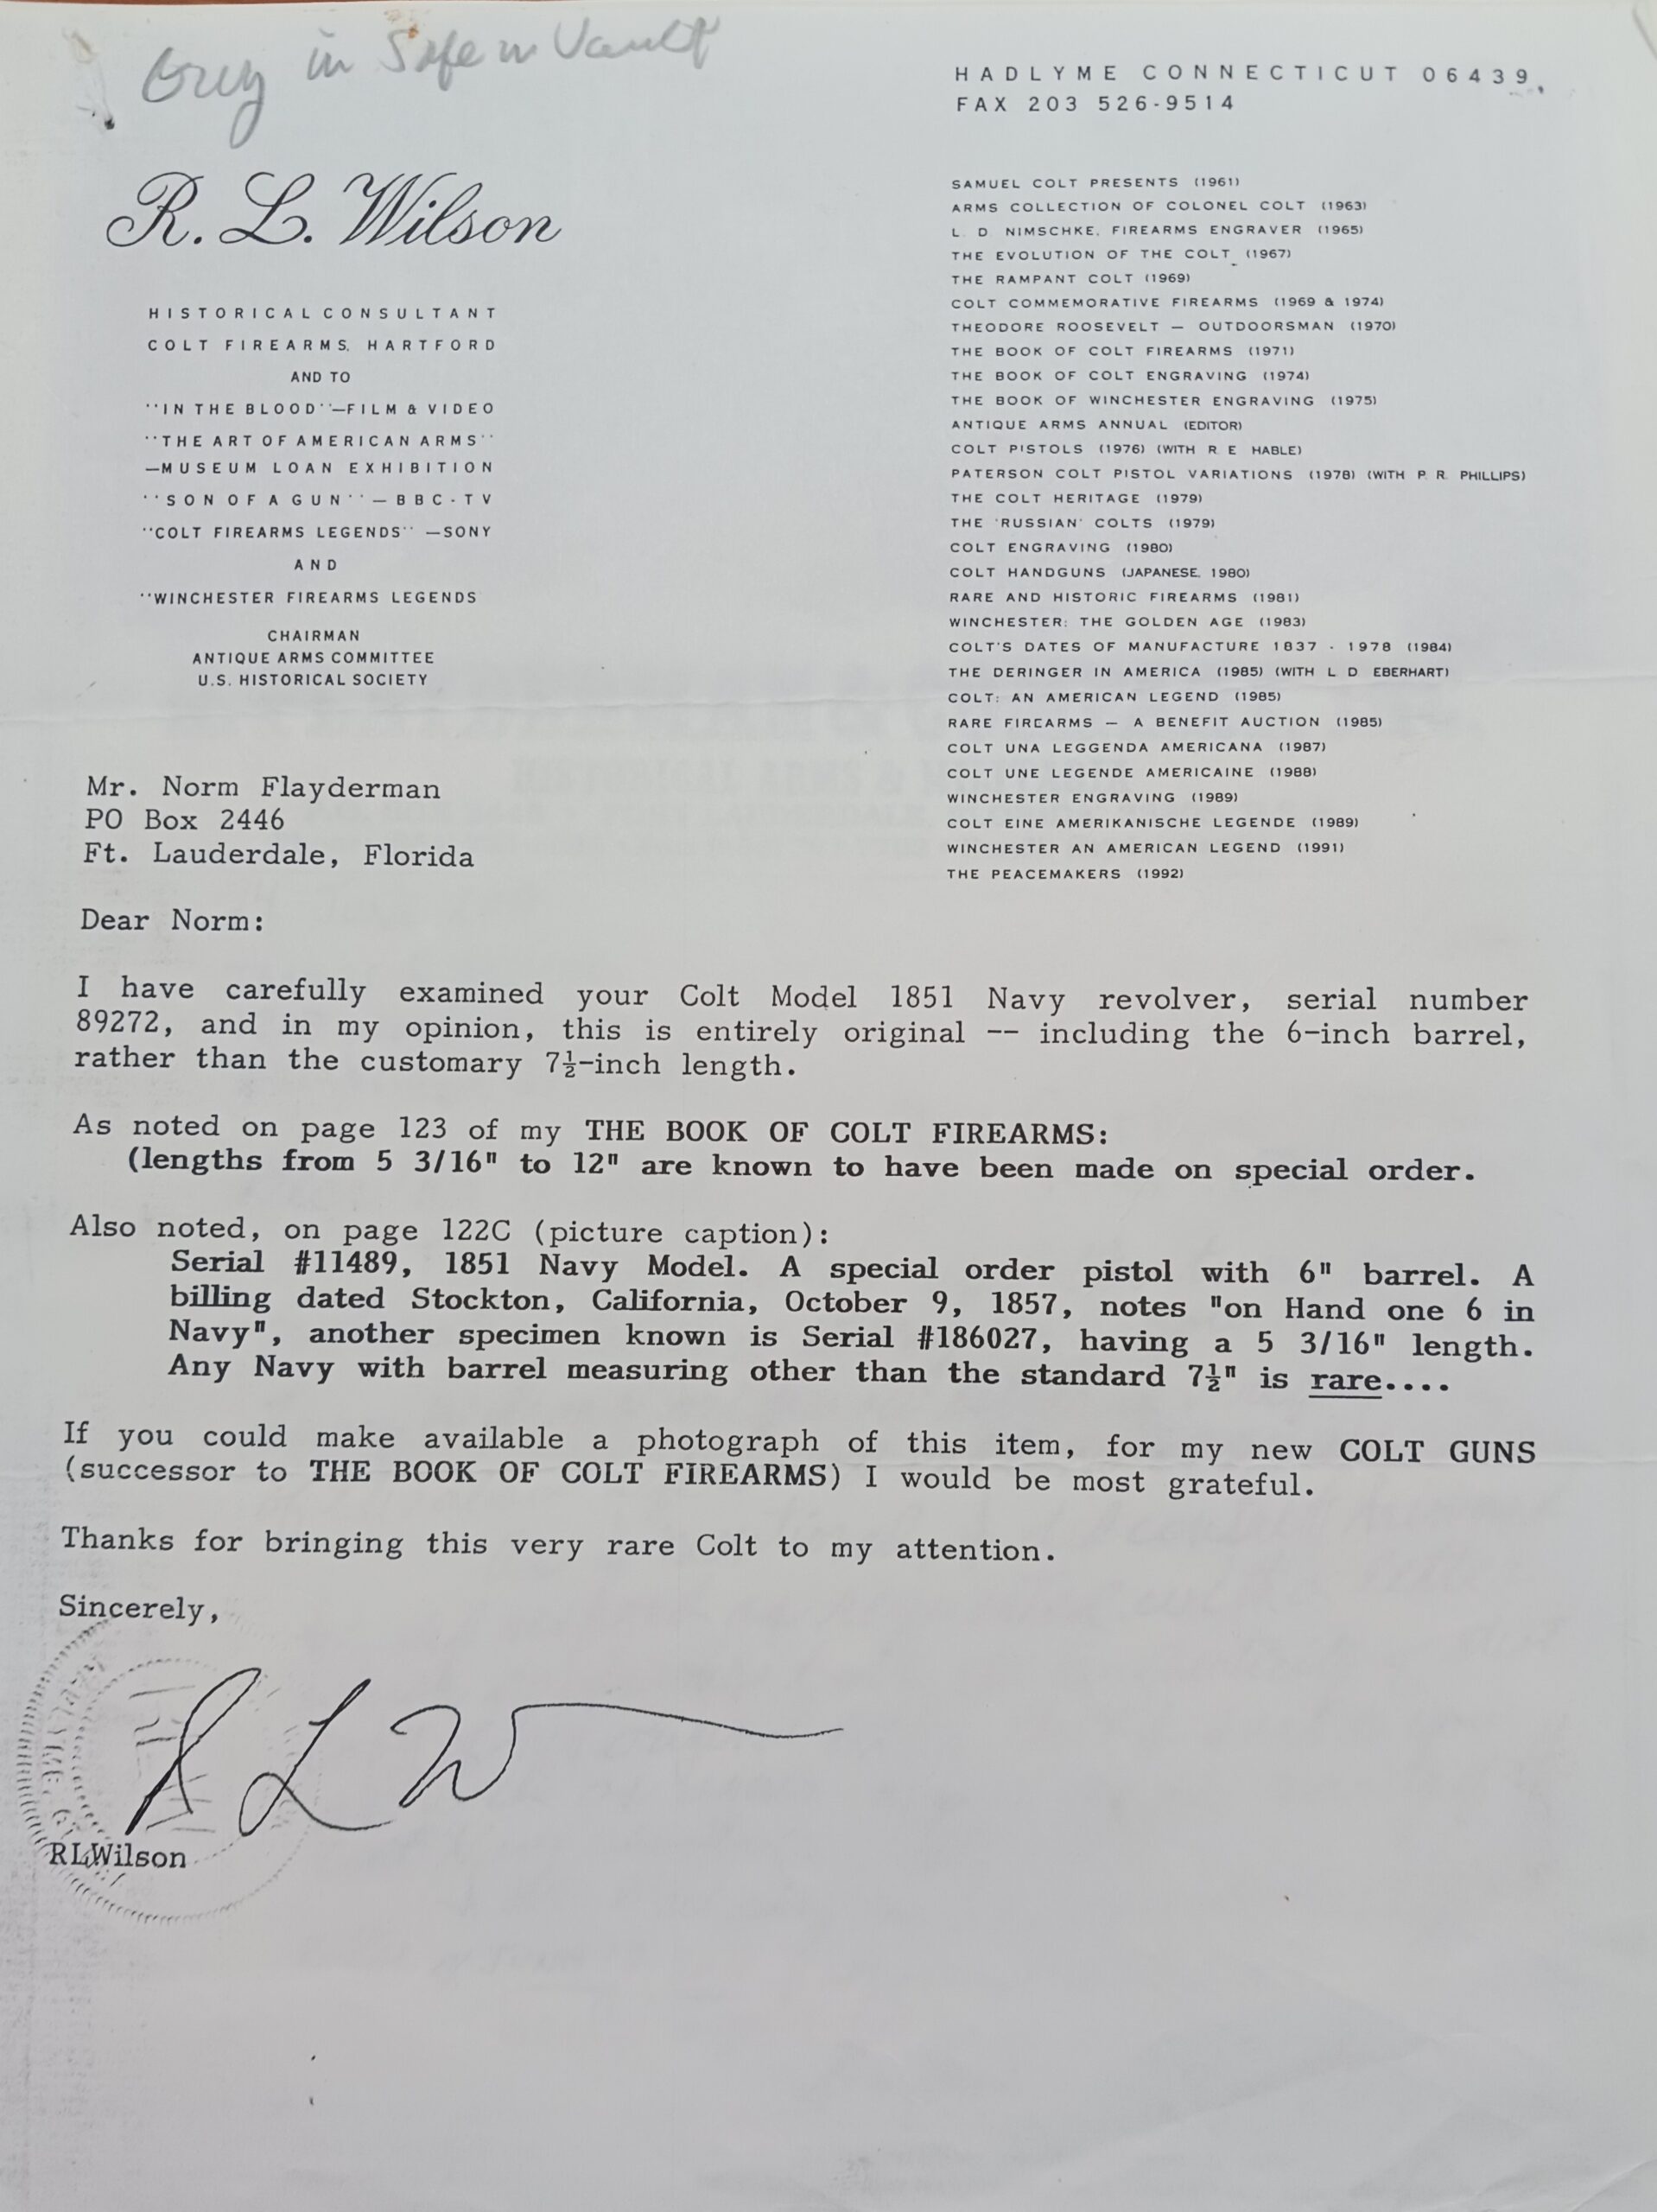 in Safe in Vault
HADLYME CONNECTICUT 06439
FAX 203 526-9514
R. L. Wilson
HISTORICAL CONSULTANT
COLT FIREARMS, HARTFORD
AND TO
"IN THE BLOOD"—FILM & VIDEO
"THE ART OF AMERICAN ARMS"
—MUSEUM LOAN EXHIBITION
"SON OF A GUN"—BBC-TV
"COLT FIREARMS LEGENDS" —SONY
AND
"WINCHESTER FIREARMS LEGENDS
CHAIRMAN
ANTIQUE ARMS COMMITTEE
U.S. HISTORICAL SOCIETY
SAMUEL COLT PRESENTS (1961)
ARMS COLLECTION OF COLONEL COLT (1963)
L D NIMSCHKE, FIREARMS ENGRAVER (1965)
THE EVOLUTION OF THE COLT (1967)
THE RAMPANT COLT (1969)
COLT COMMEMORATIVE FIREARMS (1969 & 1974)
THEODORE ROOSEVELT — OUTDOORSMAN (1970)
THE BOOK OF COLT FIREARMS (1971)
THE BOOK OF COLT ENGRAVING (1974)
THE BOOK OF WINCHESTER ENGRAVING (1975)
ANTIQUE ARMS ANNUAL (EDITOR)
COLT PISTOLS (1976) (WITH R E HABLE)
PATERSON COLT PISTOL VARIATIONS (1978) (WITH P. R. PHILLIPS)
THE COLT HERITAGE (1979)
THE 'RUSSIAN' COLTS (1979)
COLT ENGRAVING (1980)
COLT HANDGUNS (JAPANESE, 1980)
RARE AND HISTORIC FIREARMS (1981)
WINCHESTER: THE GOLDEN AGE (1983)
COLT'S DATES OF MANUFACTURE 1837 - 1978 (1984)
THE DERINGER IN AMERICA (1985) (WITH L D EBERHART)
COLT: AN AMERICAN LEGEND (1985)
RARE FIREARMS — A BENEFIT AUCTION (1985)
COLT UNA LEGGENDA AMERICANA (1987)
COLT UNE LEGENDE AMERICAINE (1988)
WINCHESTER ENGRAVING (1989)
COLT EINE AMERIKANISCHE LEGENDE (1989)
WINCHESTER AN AMERICAN LEGEND (1991)
THE PEACEMAKERS (1992)
Mr. Norm Flayderman
PO Box 2446
Ft. Lauderdale, Florida
Dear Norm:
I have carefully examined your Colt Model 1851 Navy revolver, serial number
89272, and in my opinion, this is entirely original -- including the 6-inch barrel,
rather than the customary 7½-inch length.
As noted on page 123 of my THE BOOK OF COLT FIREARMS:
(lengths from 5 3/16" to 12" are known to have been made on special order.
Also noted, on page 122C (picture caption):
Serial #11489, 1851 Navy Model. A special order pistol with 6" barrel. A
billing dated Stockton, California, October 9, 1857, notes "on Hand one 6 in
Navy", another specimen known is Serial #186027, having a 5 3/16" length.
Any Navy with barrel measuring other than the standard 7½" is rare....
If you could make available a photograph of this item, for my new COLT GUNS
(successor to THE BOOK OF COLT FIREARMS) I would be most grateful.
Thanks for bringing this very rare Colt to my attention.
Sincerely,
R L W
RLWilson